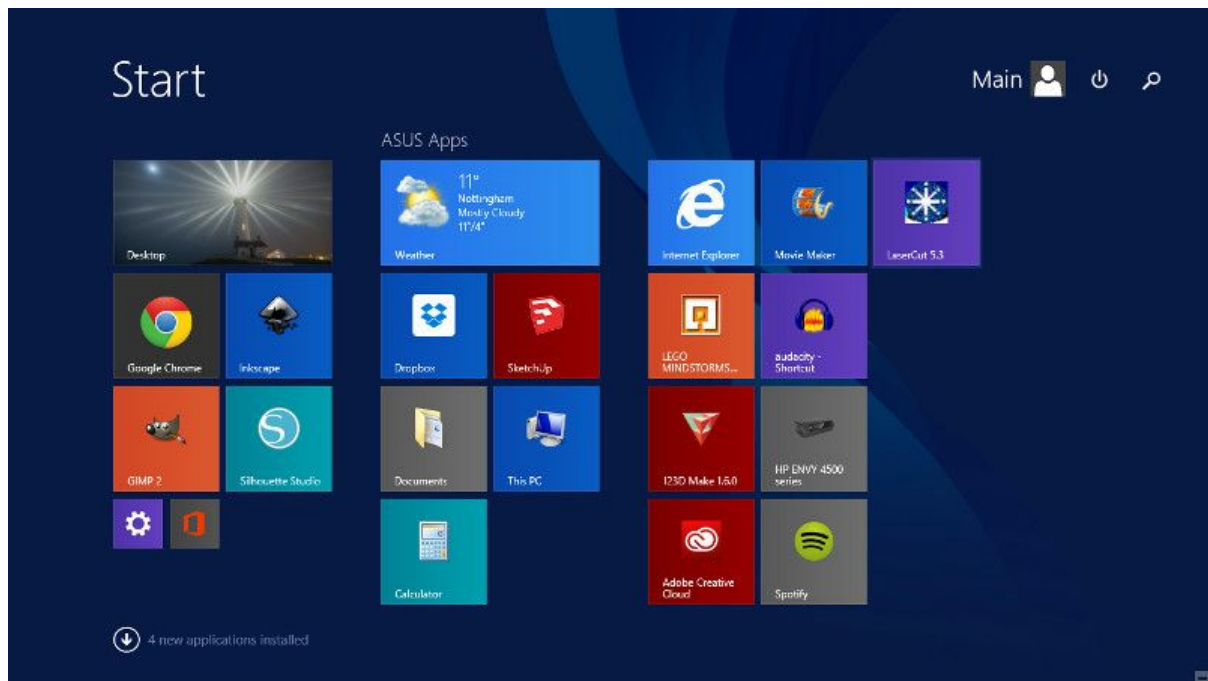 Start
Main
ASUS Apps
Desktop
11°
Nottingham
Mostly Cloudy
11°/4°
Weather
Internet Explorer
Movie Maker
LaserCut 5.3
Google Chrome
Inkscape
Dropbox
SketchUp
LEGO
MINDSTORMS...
audacity -
Shortcut
GIMP 2
Silhouette Studio
Documents
This PC
123D Make 1.6.0
HP ENVY 4500
series
Calculator
Adobe Creative
Cloud
Spotify
4 new applications installed